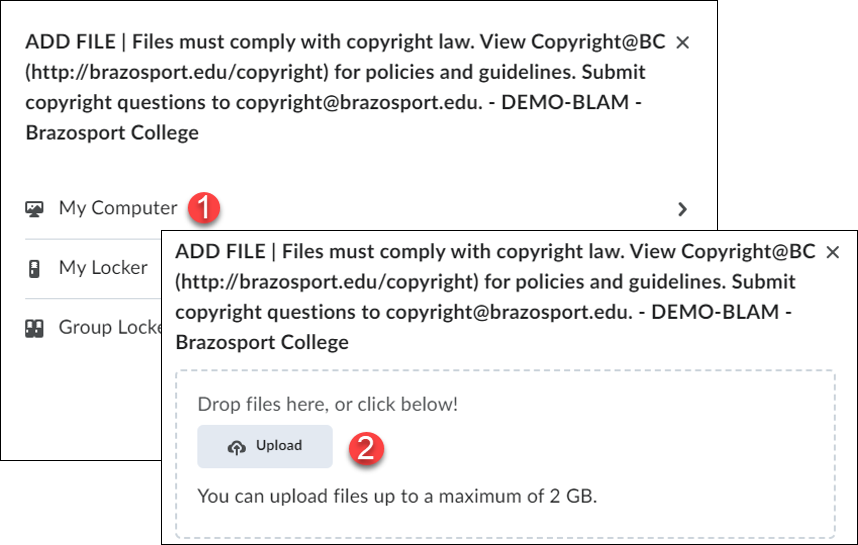 ADD FILE | Files must comply with copyright law. View Copyright@BC
(http://brazosport.edu/copyright) for policies and guidelines. Submit
copyright questions to copyright@brazosport.edu. - DEMO-BLAM -
Brazosport College
My Computer 1
My Locker
Group Locke
ADD FILE | Files must comply with copyright law. View Copyright@BC
(http://brazosport.edu/copyright) for policies and guidelines. Submit
copyright questions to copyright@brazosport.edu. - DEMO-BLAM -
Brazosport College
Drop files here, or click below!
Upload 2
You can upload files up to a maximum of 2 GB.